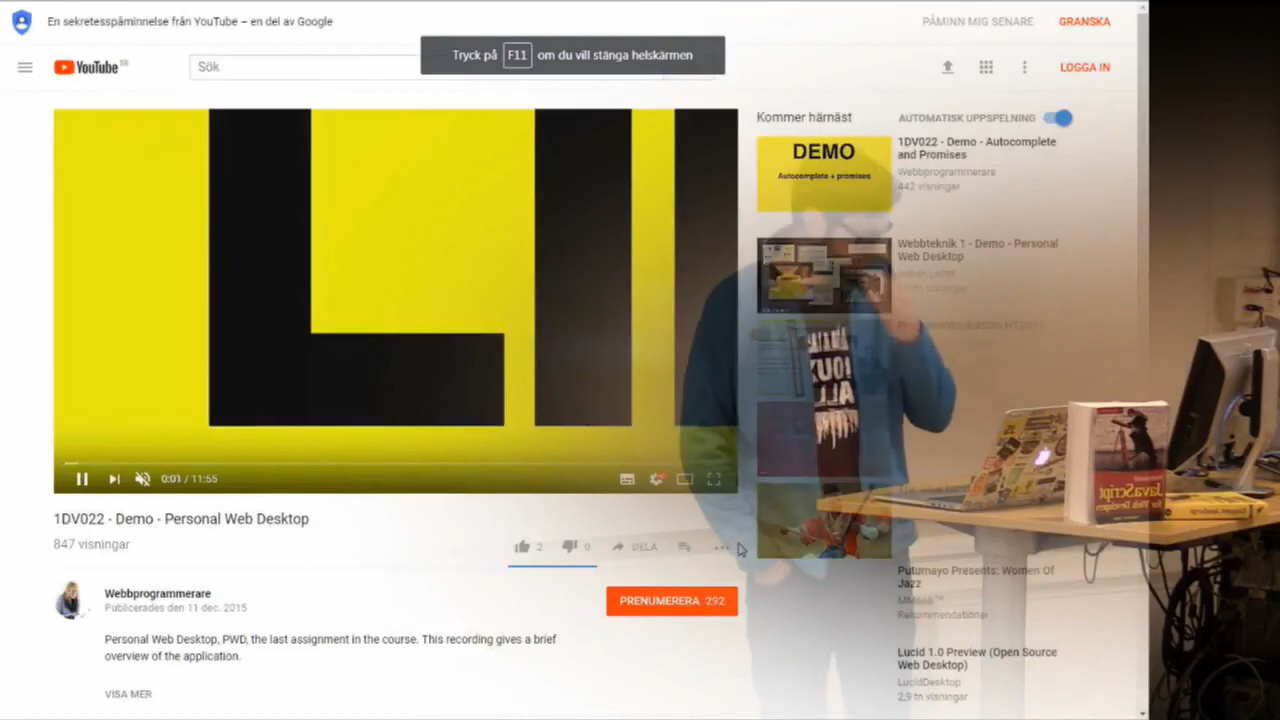 En sekretesspåminnelse från YouTube – en del av Google
PÅMINN MIG SENARE
GRANSKA
Tryck på F11 om du vill stänga helskärmen
YouTube SE
Sök
LOGGA IN
LI
Kommer härnäst
AUTOMATISK UPPSPELNING
DEMO
Autocomplete + promises
1DV022 - Demo - Autocomplete
and Promises
Webbprogrammerare
442 visningar
Webbteknik 1 - Demo - Personal
Web Desktop
0:01 / 11:55
1DV022 - Demo - Personal Web Desktop
847 visningar
2
0
DELA
Webbprogrammerare
Publicerades den 11 dec. 2015
PRENUMERERA 292
Personal Web Desktop, PWD, the last assignment in the course. This recording gives a brief
overview of the application.
VISA MER
JavaScript
for Web Developers
Putumayo Presents: Women Of
Jazz
Rekommendationer
Lucid 1.0 Preview (Open Source
Web Desktop)
LucidDesktop
2,9 tn visningar